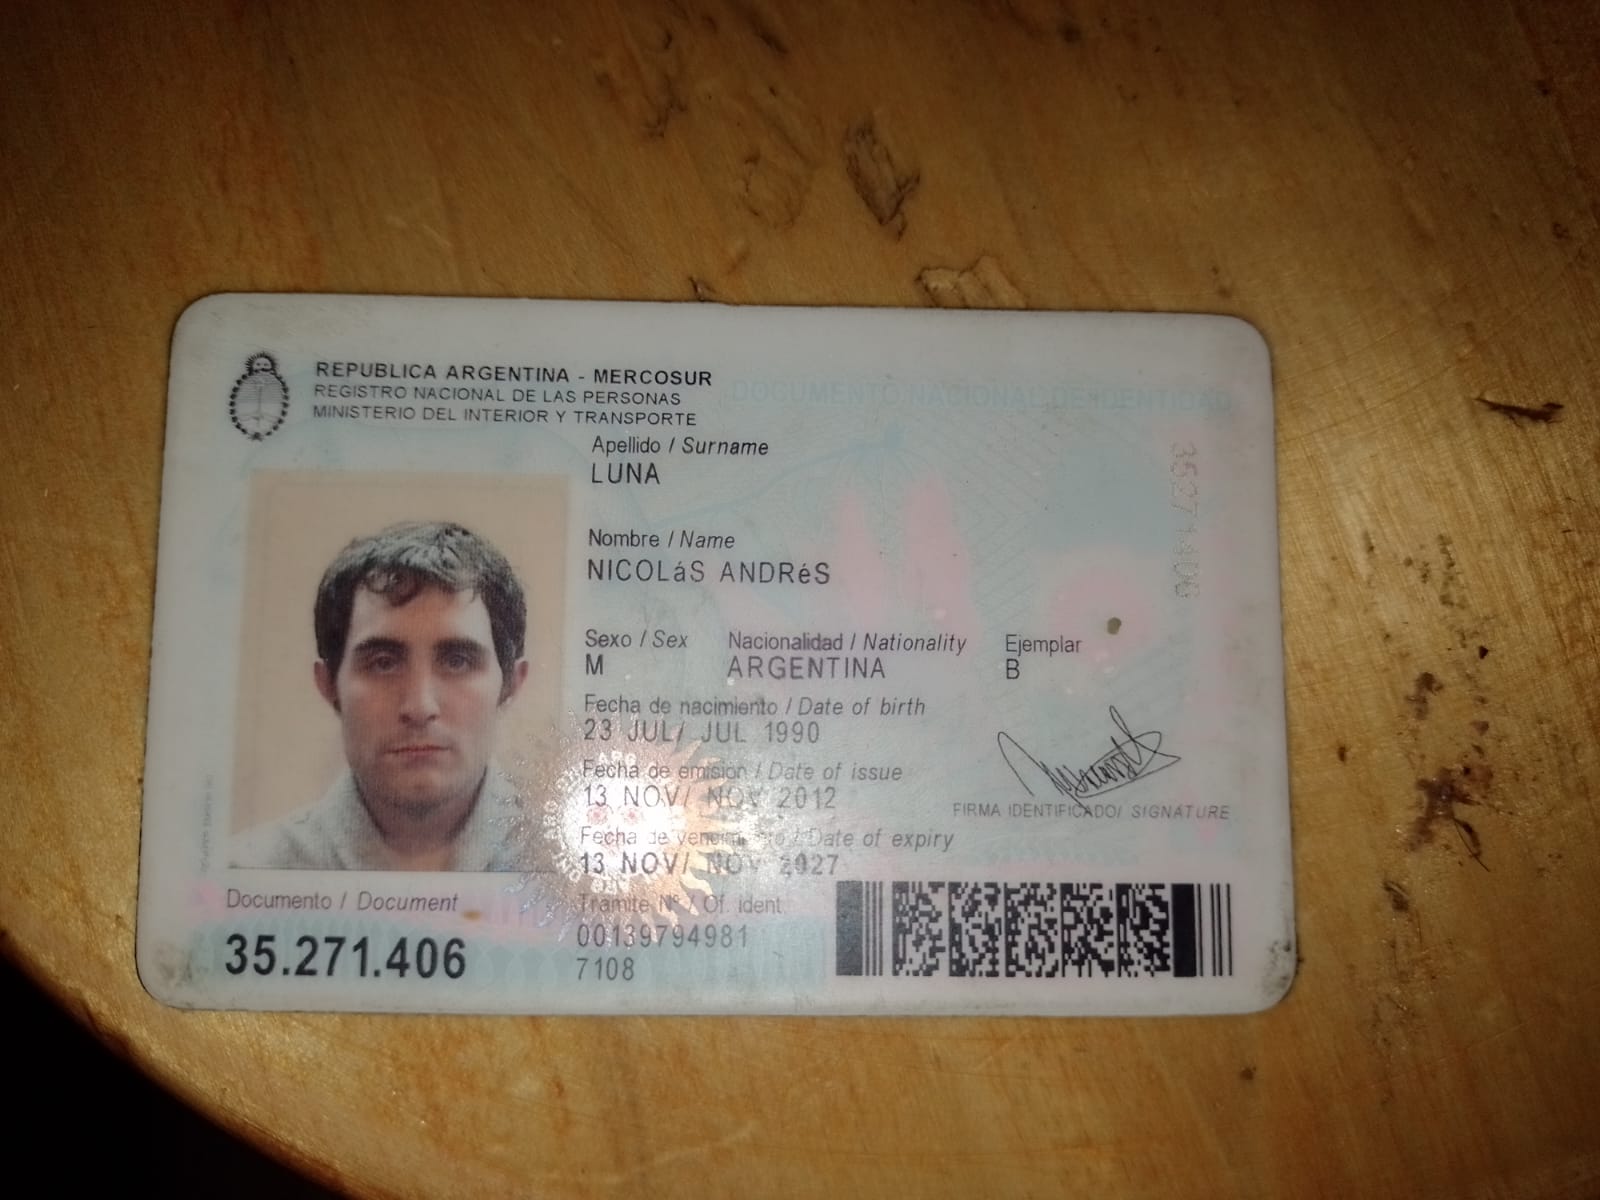 REPUBLICA ARGENTINA - MERCOSUR
REGISTRO NACIONAL DE LAS PERSONAS
MINISTERIO DEL INTERIOR Y TRANSPORTE
DOCUMENTO NACIONAL DE IDENTIDAD
Apellido / Surname
LUNA
Nombre / Name
NICOLáS ANDRéS
Sexo / Sex Nacionalidad / Nationality Ejemplar
M ARGENTINA B
Fecha de nacimiento / Date of birth
23 JUL/ JUL 1990
Fecha de emision / Date of issue
13 NOV/ NOV 2012
FIRMA IDENTIFICADO/ SIGNATURE
Fecha de vencimiento / Date of expiry
13 NOV/ NOV 2027
Documento / Document
35.271.406
Tramite N° / Of. ident.
00139794981
7108
35271406